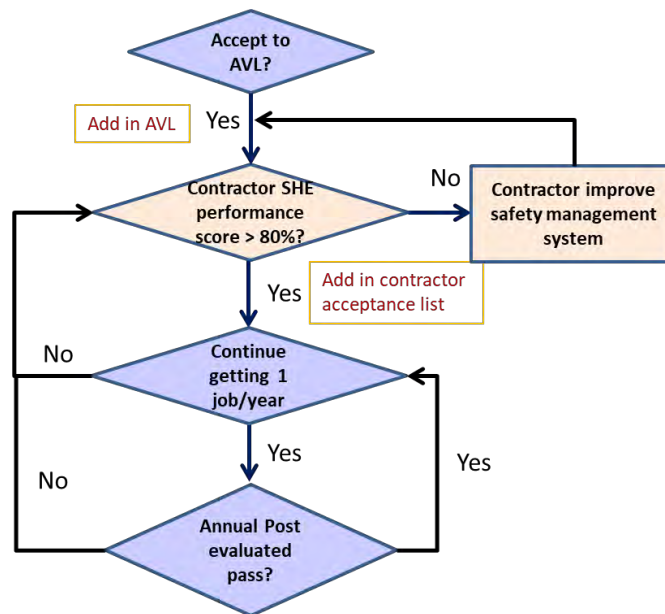 Accept to
AVL?
Add in AVL
Yes
Contractor SHE
performance
score > 80%?
No
Contractor improve
safety management
system
Yes
Add in contractor
acceptance list
No
Continue
getting 1
job/year
Yes
Yes
No
Annual Post
evaluated
pass?